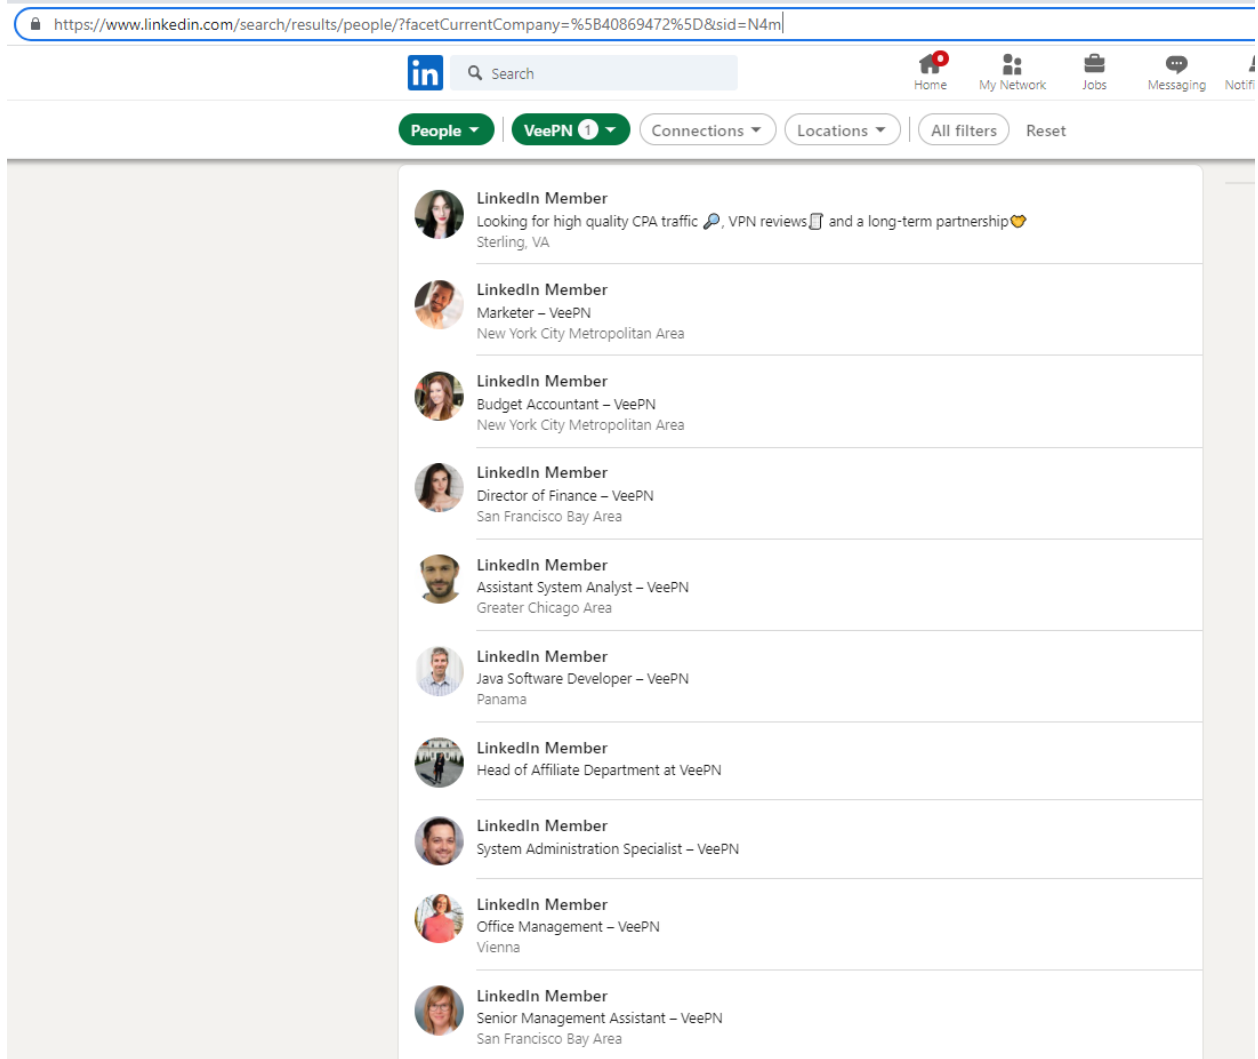 https://www.linkedin.com/search/results/people/?facetCurrentCompany=%5B40869472%5D&sid=N4m
in
Search
Home
My Network
Jobs
Messaging
People
VeePN 1
Connections
Locations
All filters
Reset
LinkedIn Member
Looking for high quality CPA traffic 🔎, VPN reviews🧾 and a long-term partnership🤝
Sterling, VA
LinkedIn Member
Marketer – VeePN
New York City Metropolitan Area
LinkedIn Member
Budget Accountant – VeePN
New York City Metropolitan Area
LinkedIn Member
Director of Finance – VeePN
San Francisco Bay Area
LinkedIn Member
Assistant System Analyst – VeePN
Greater Chicago Area
LinkedIn Member
Java Software Developer – VeePN
Panama
LinkedIn Member
Head of Affiliate Department at VeePN
LinkedIn Member
System Administration Specialist – VeePN
LinkedIn Member
Office Management – VeePN
Vienna
LinkedIn Member
Senior Management Assistant – VeePN
San Francisco Bay Area